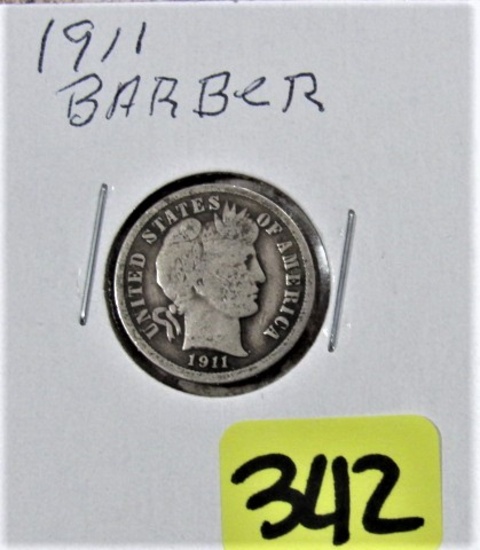 1911
BARBeR
UNITED STATES OF AMERICA
1911
342